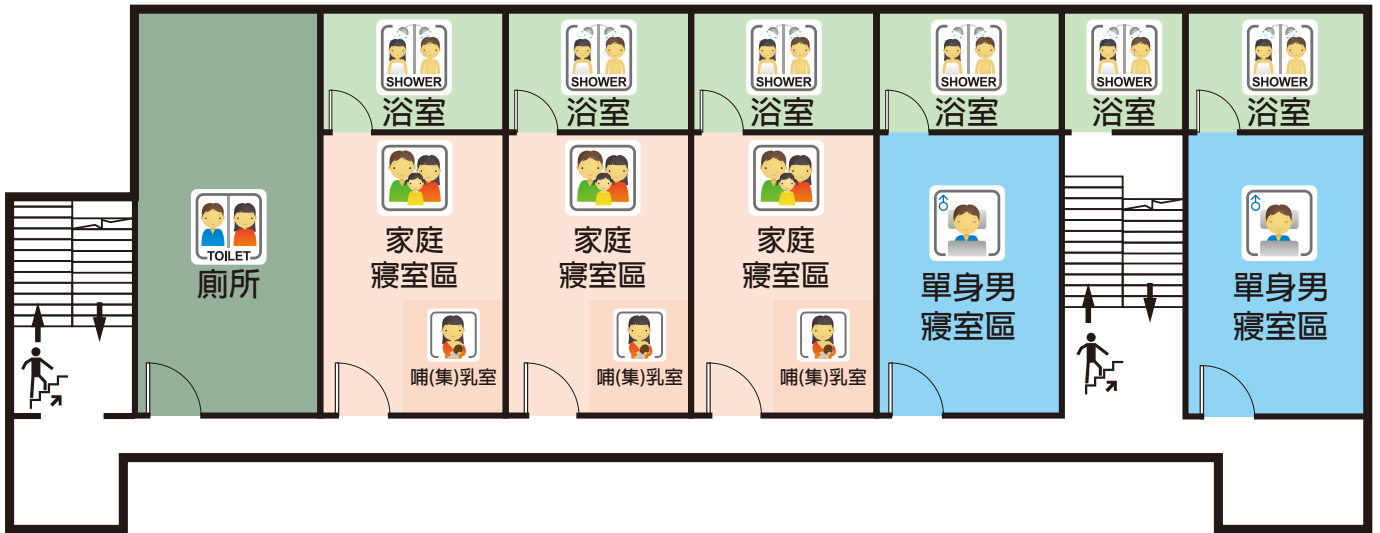 SHOWER
浴室
SHOWER
浴室
SHOWER
浴室
SHOWER
浴室
SHOWER
浴室
SHOWER
浴室
TOILET
廁所
家庭
寢室區
哺(集)乳室
家庭
寢室區
哺(集)乳室
家庭
寢室區
哺(集)乳室
單身男
寢室區
單身男
寢室區